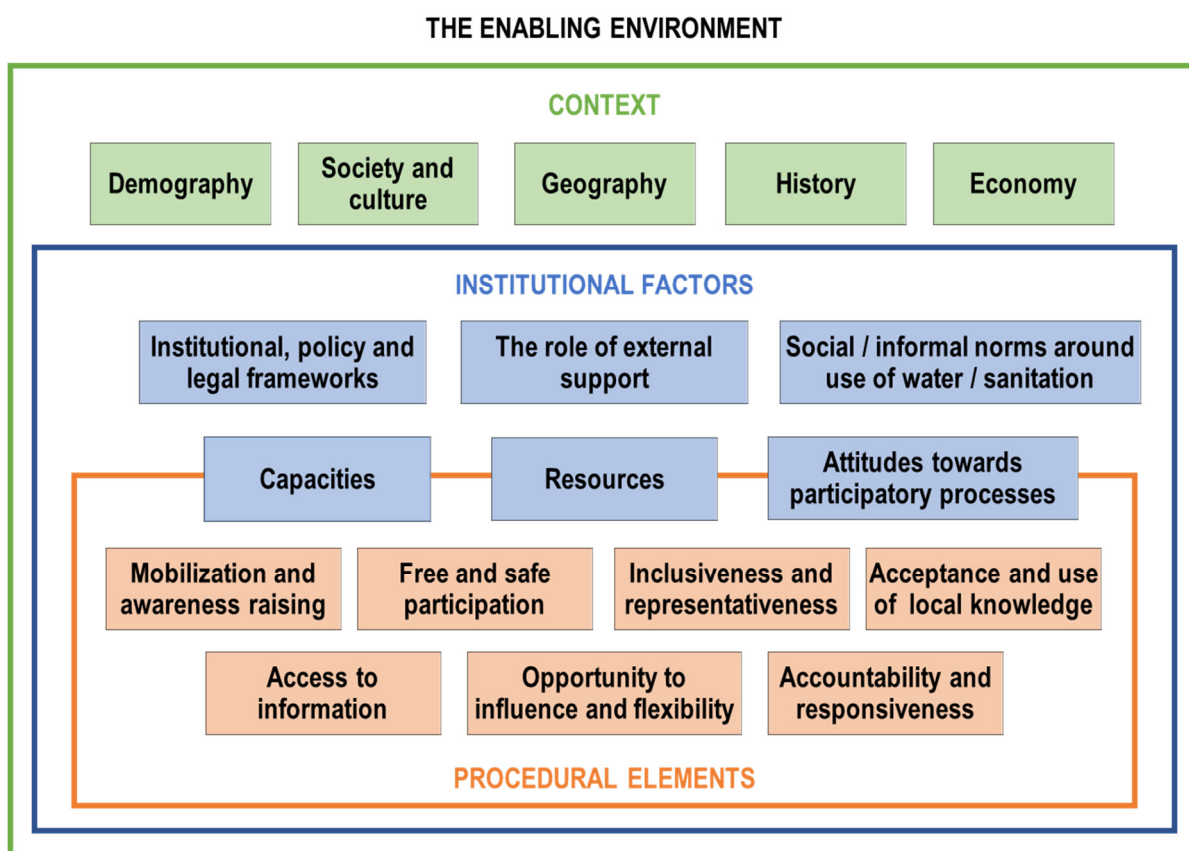 THE ENABLING ENVIRONMENT
CONTEXT
Demography
Society and
culture
Geography
History
Economy
INSTITUTIONAL FACTORS
Institutional, policy and
legal frameworks
The role of external
support
Social / informal norms around
use of water / sanitation
Capacities
Resources
Attitudes towards
participatory processes
Mobilization and
awareness raising
Free and safe
participation
Inclusiveness and
representativeness
Acceptance and use
of local knowledge
Access to
information
Opportunity to
influence and flexibility
Accountability and
responsiveness
PROCEDURAL ELEMENTS